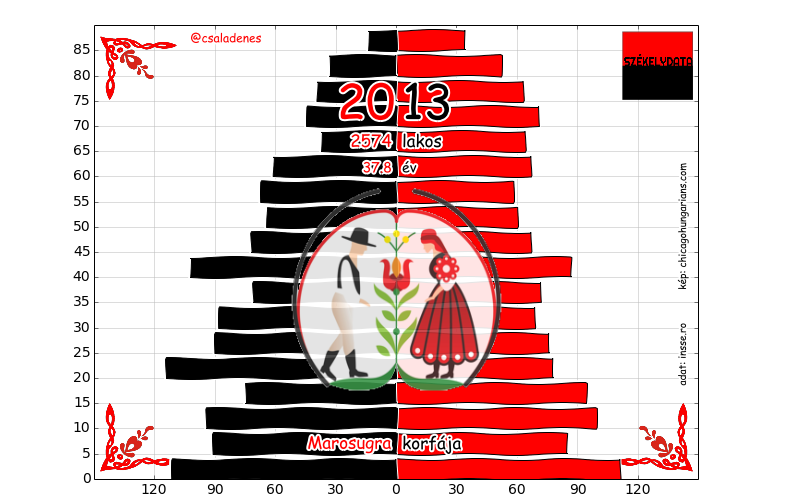 @csaladenes
SZÉKELYDATA
2013
2574 lakos
37.8 év
kép: chicagohungarians.com
adat: insse.ro
Marosugra korfája
85
80
75
70
65
60
55
50
45
40
35
30
25
20
15
10
5
0
120 90 60 30 0 30 60 90 120